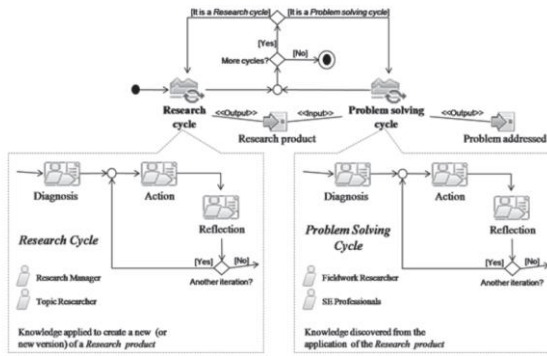 [It is a Research cycle] [It is a Problem solving cycle]
[Yes]
[No]
More cycles?
Research
cycle
<<Output>>
Research product
<<Input>>
Problem solving
cycle
<<Output>>
Problem addressed
Diagnosis
Action
Reflection
Research Cycle
[Yes]
[No]
Another iteration?
Research Manager
Topic Researcher
Knowledge applied to create a new (or
new version) of a Research product
Diagnosis
Action
Reflection
Problem Solving
Cycle
[Yes]
[No]
Another iteration?
Fieldwork Researcher
SE Professionals
Knowledge discovered from the
application of the Research product